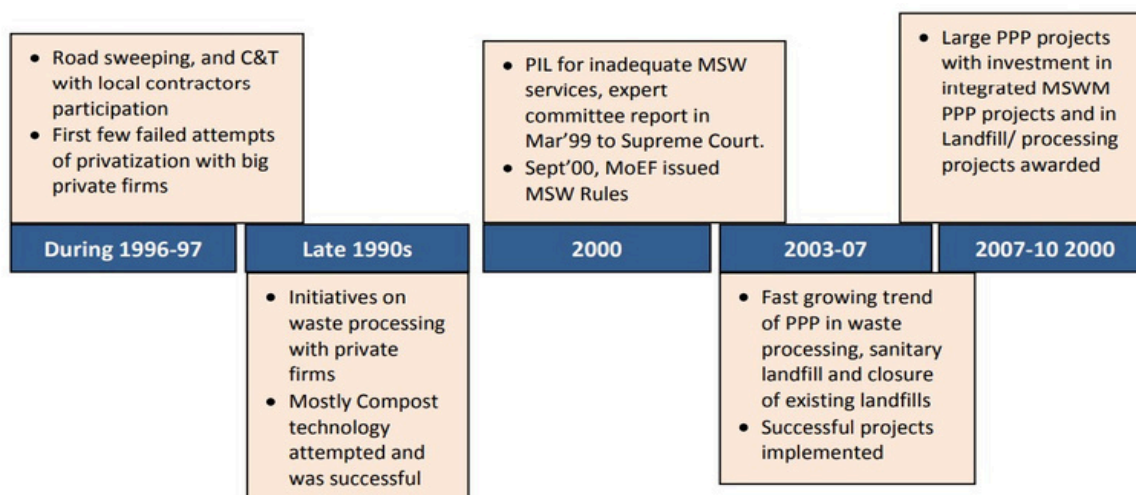 • Road sweeping, and C&T
with local contractors
participation
• First few failed attempts
of privatization with big
private firms
During 1996-97
Late 1990s
• Initiatives on
waste processing
with private
firms
• Mostly Compost
technology
attempted and
was successful
• PIL for inadequate MSW
services, expert
committee report in
Mar'99 to Supreme Court.
• Sept'00, MoEF issued
MSW Rules
2000
2003-07
• Fast growing trend
of PPP in waste
processing, sanitary
landfill and closure
of existing landfills
• Successful projects
implemented
• Large PPP projects
with investment in
integrated MSWM
PPP projects and in
Landfill/ processing
projects awarded
2007-10 2000